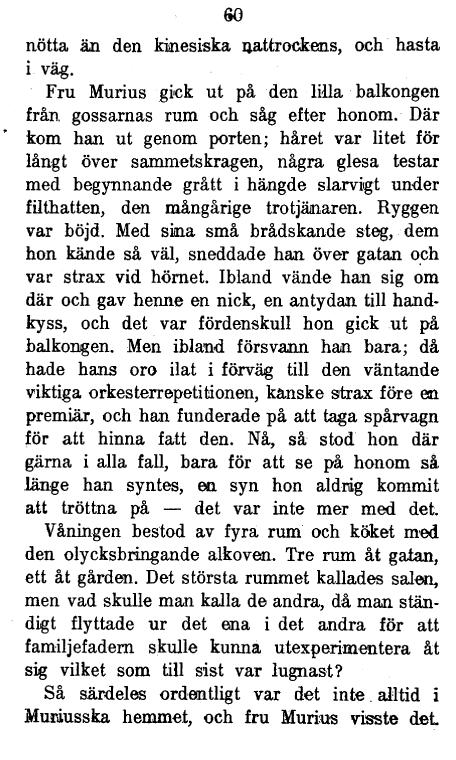 60
nötta än den kinesiska nattrockens, och hasta
i väg.
Fru Murius gick ut på den lilla balkongen
från gossarnas rum och såg efter honom. Där
kom han ut genom porten; håret var litet för
långt över sammetskragen, några glesa testar
med begynnande grått i hängde slarvigt under
filthatten, den mångårige trotjänaren. Ryggen
var böjd. Med sina små brådskande steg, dem
hon kände så väl, sneddade han över gatan och
var strax vid hörnet. Ibland vände han sig om
där och gav henne en nick, en antydan till hand-
kyss, och det var fördenskull hon gick ut på
balkongen. Men ibland försvann han bara; då
hade hans oro ilat i förväg till den väntande
viktiga orkesterrepetitionen, kanske strax före en
premiär, och han funderade på att taga spårvagn
för att hinna fatt den. Nå, så stod hon där
gärna i alla fall, bara för att se på honom så
länge han syntes, en syn hon aldrig kommit
att tröttna på — det var inte mer med det.
Våningen bestod av fyra rum och köket med
den olycksbringande alkoven. Tre rum åt gatan,
ett åt gården. Det största rummet kallades salen,
men vad skulle man kalla de andra, då man stän-
digt flyttade ur det ena i det andra för att
familjefadern skulle kunna utexperimentera åt
sig vilket som till sist var lugnast?
Så särdeles ordentligt var det inte alltid i
Muriusska hemmet, och fru Murius visste det.